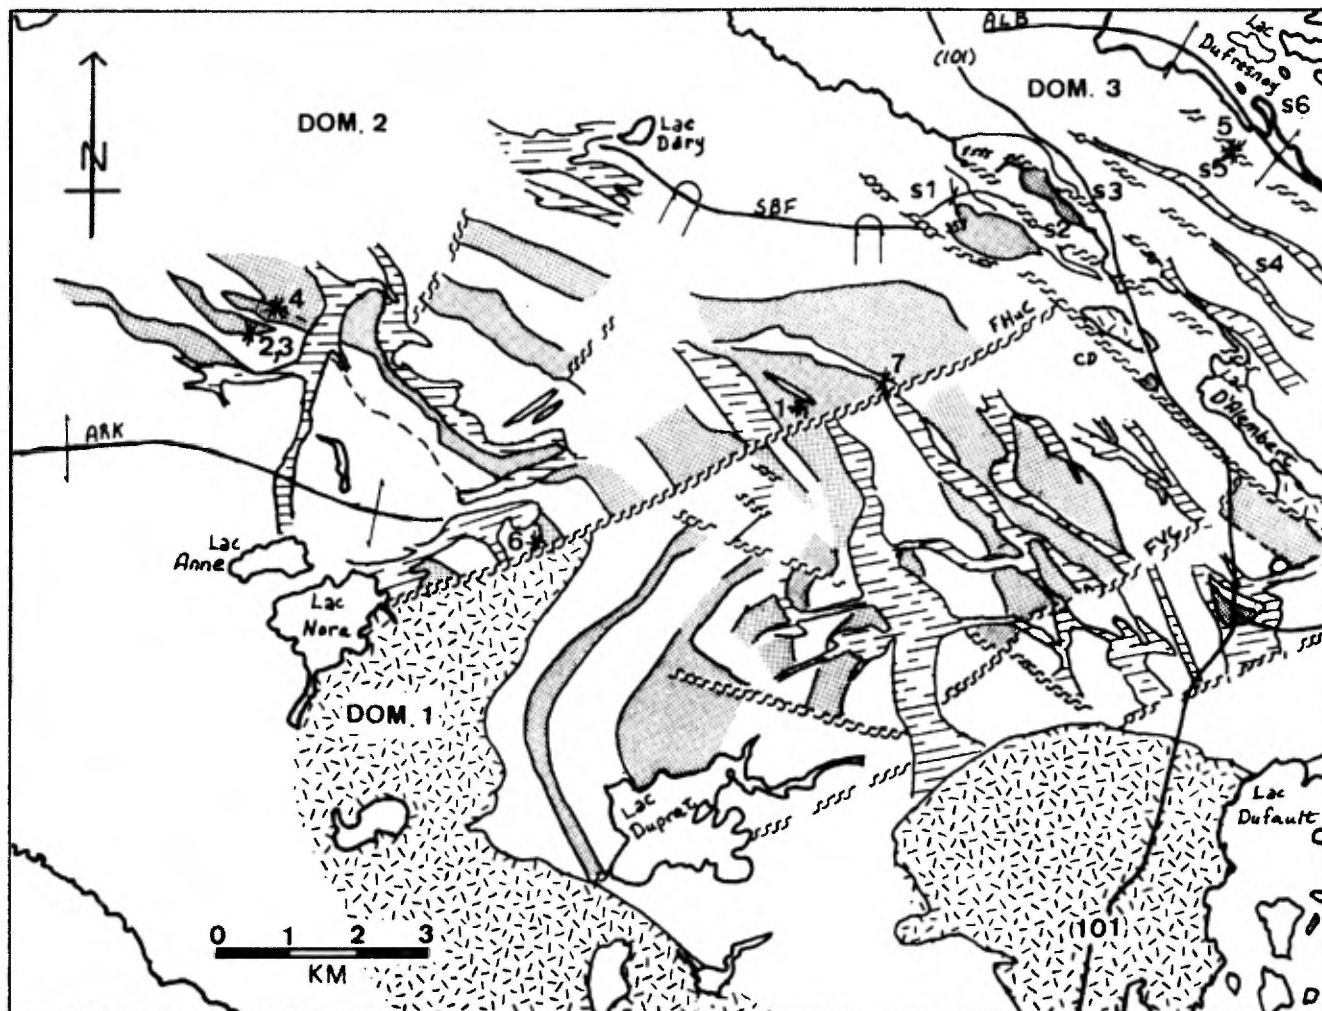 ALB
Lac
Dufresnoy
(101)
DOM. 3
S6
N
DOM. 2
Lac
Déry
5
S5
S1
S3
SBF
S2
S4
4
2,3
FHuC
7
CD
1
Lac
D'Alembert
ARK
6
FVC
Lac
Anne
Lac
Nora
DOM. 1
Lac
Duprat
Lac
Dufault
(101)
0 1 2 3
KM
D